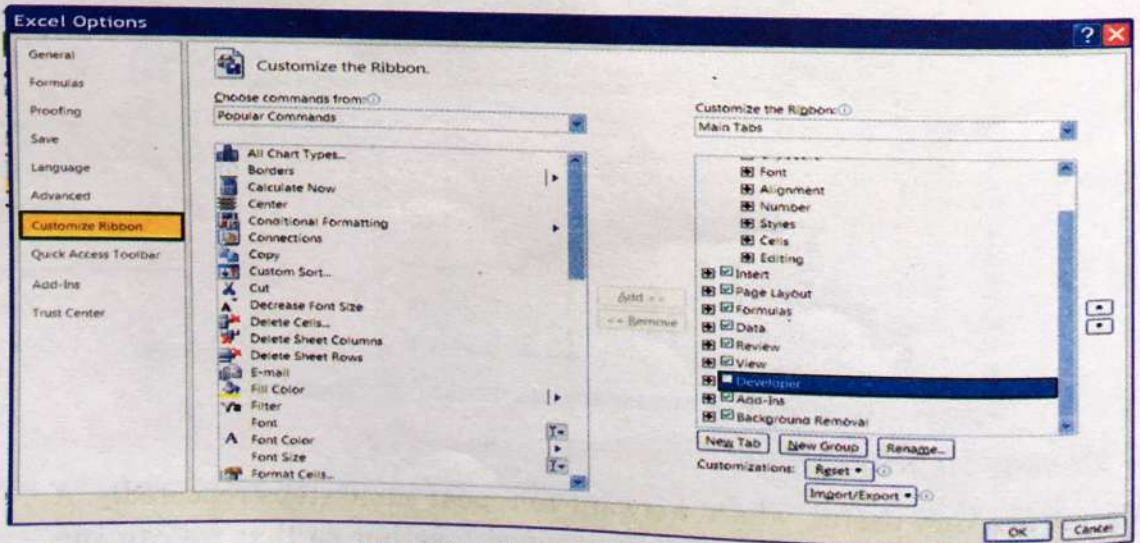 Excel Options
General
Formulas
Proofing
Save
Language
Advanced
Customize Ribbon
Quick Access Toolbar
Add-Ins
Trust Center
Customize the Ribbon.
Choose commands from:
Popular Commands
All Chart Types...
Borders
Calculate Now
Center
Conditional Formatting
Connections
Copy
Custom Sort...
Cut
Decrease Font Size
Delete Cells...
Delete Sheet Columns
Delete Sheet Rows
E-mail
Fill Color
Filter
Font
Font Color
Font Size
Format Cells...
Add >>
<< Remove
Customize the Ribbon:
Main Tabs
Font
Alignment
Number
Styles
Cells
Editing
Insert
Page Layout
Formulas
Data
Review
View
Developer
Add-Ins
Background Removal
New Tab New Group Rename...
Customizations: Reset
Import/Export
OK Cancel